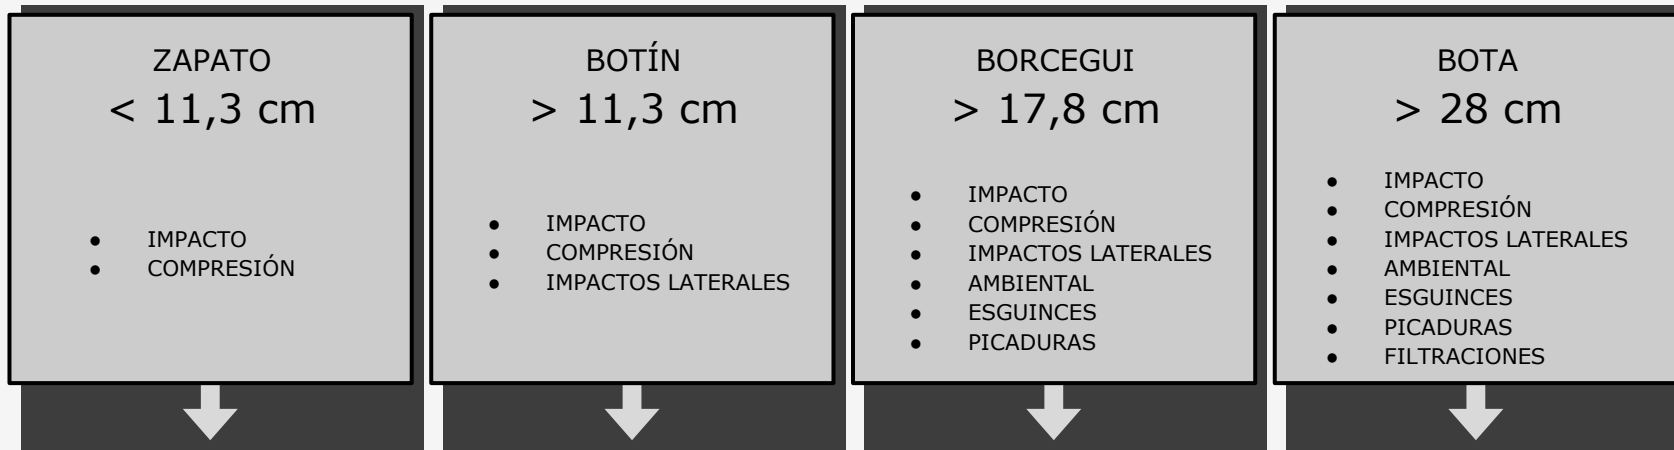 ZAPATO
< 11,3 cm
● IMPACTO
● COMPRESIÓN
BOTÍN
> 11,3 cm
● IMPACTO
● COMPRESIÓN
● IMPACTOS LATERALES
BORCEGUI
> 17,8 cm
● IMPACTO
● COMPRESIÓN
● IMPACTOS LATERALES
● AMBIENTAL
● ESGUINCES
● PICADURAS
BOTA
> 28 cm
● IMPACTO
● COMPRESIÓN
● IMPACTOS LATERALES
● AMBIENTAL
● ESGUINCES
● PICADURAS
● FILTRACIONES